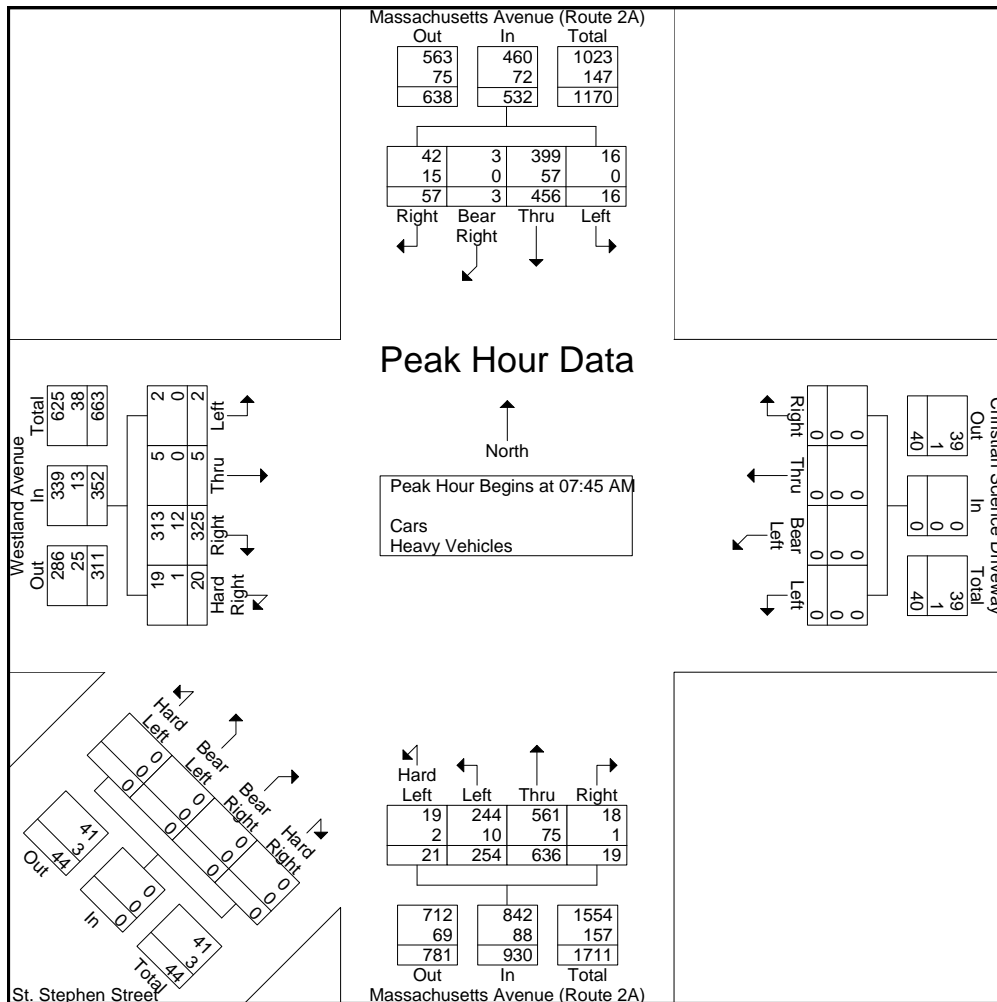 Massachusetts Avenue (Route 2A)
Out In Total
563 460 1023
75 72 147
638 532 1170
42 3 399 16
15 0 57 0
57 3 456 16
Right Bear Right Thru Left
Peak Hour Data
North
Peak Hour Begins at 07:45 AM
Cars
Heavy Vehicles
Westland Avenue
Out In Total
286 339 625
25 13 38
311 352 663
19 313 5 2
1 12 0 0
20 325 5 2
Hard Right Right Thru Left
Right Thru Bear Left Left
0 0 0 0
0 0 0 0
0 0 0 0
Out In Total
39 0 39
1 0 1
40 0 40
Science Driveway
Hard Left Bear Left Bear Right Hard Right
0 0 0 0
0 0 0 0
0 0 0 0
41 0 41
3 0 3
44 0 44
Out In Total
St. Stephen Street
Hard Left Left Thru Right
19 244 561 18
2 10 75 1
21 254 636 19
712 842 1554
69 88 157
781 930 1711
Out In Total
Massachusetts Avenue (Route 2A)